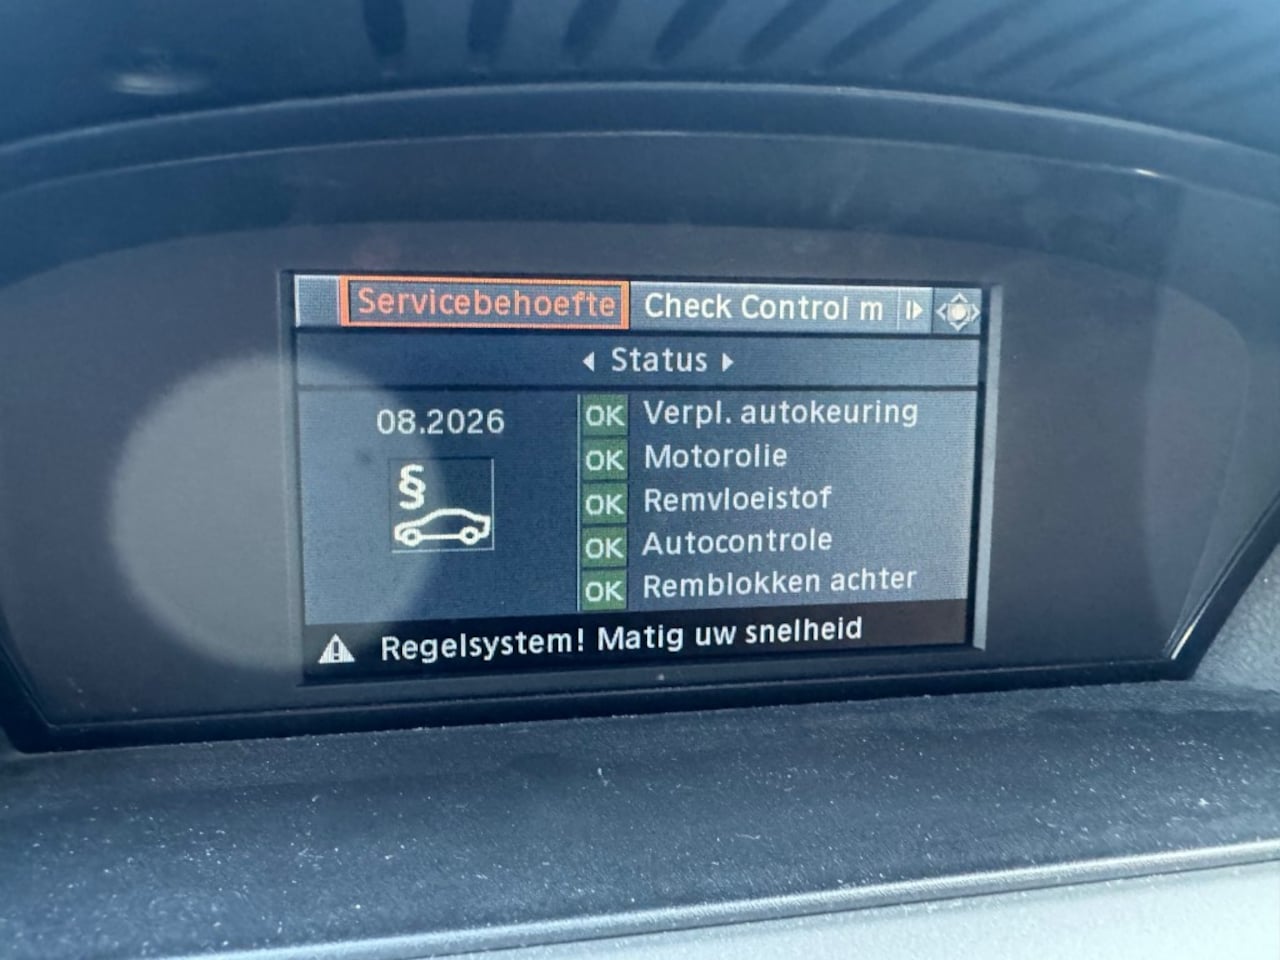 Servicebehoefte Check Control m
Status
08.2026
§
OK Verpl. autokeuring
OK Motorolie
OK Remvloeistof
OK Autocontrole
OK Remblokken achter
Regelsystem! Matig uw snelheid